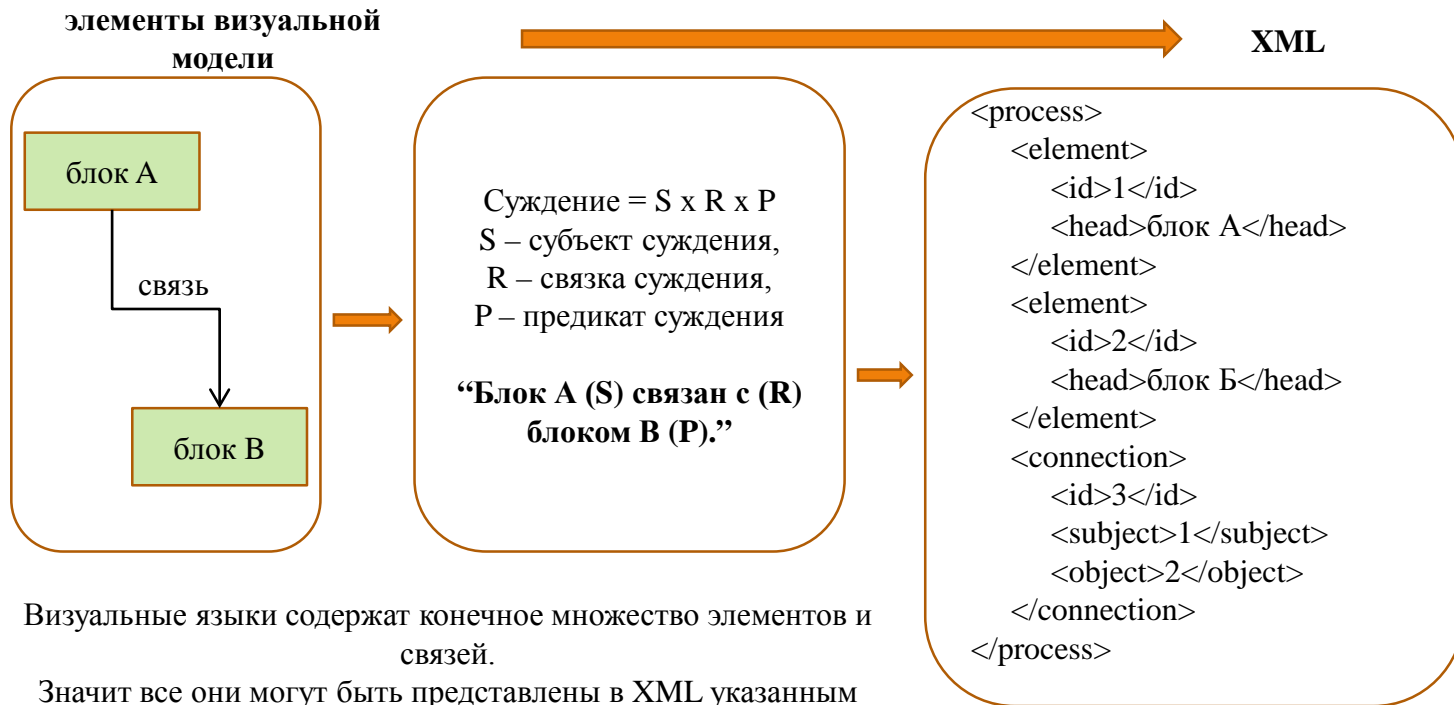 элементы визуальной
модели
XML
блок А
связь
блок В
Суждение = S x R x P
S – субъект суждения,
R – связка суждения,
P – предикат суждения
“Блок А (S) связан с (R)
блоком В (P).”
<process>
<element>
<id>1</id>
<head>блок А</head>
</element>
<element>
<id>2</id>
<head>блок Б</head>
</element>
<connection>
<id>3</id>
<subject>1</subject>
<object>2</object>
</connection>
</process>
Визуальные языки содержат конечное множество элементов и
связей.
Значит все они могут быть представлены в XML указанным